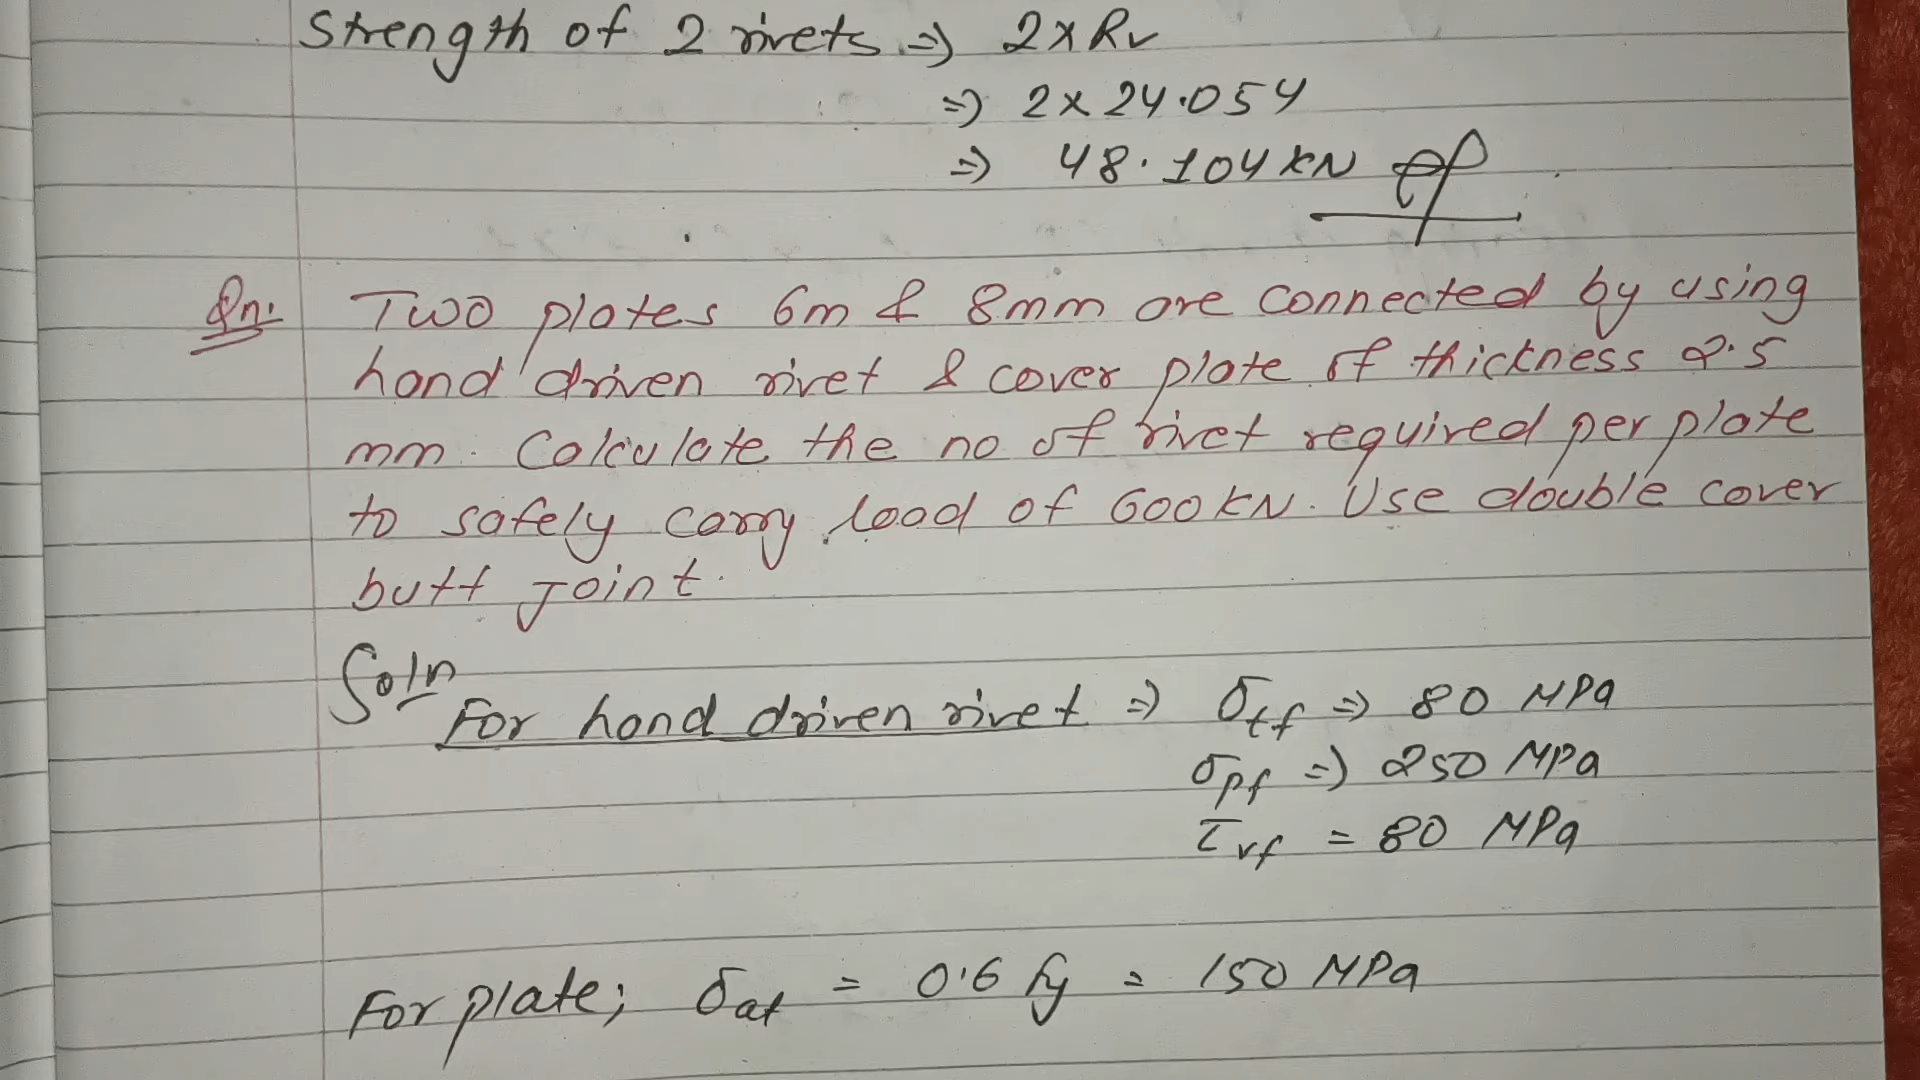 Strength of 2 rivets ⇒ 2 x Rv
⇒ 2 x 24.054
⇒ 48.104 KN
Qn. Two plates 6m & 8mm are connected by using
hand driven rivet & cover plate of thickness 2.5
mm. Calculate the no of rivet required per plate
to safely carry load of 600 KN. Use double cover
butt Joint.
Soln
For hand driven rivet ⇒ σtf ⇒ 80 MPa
σpf ⇒ 250 MPa
τvf = 80 MPa
For plate; σat = 0.6 fy = 150 MPa